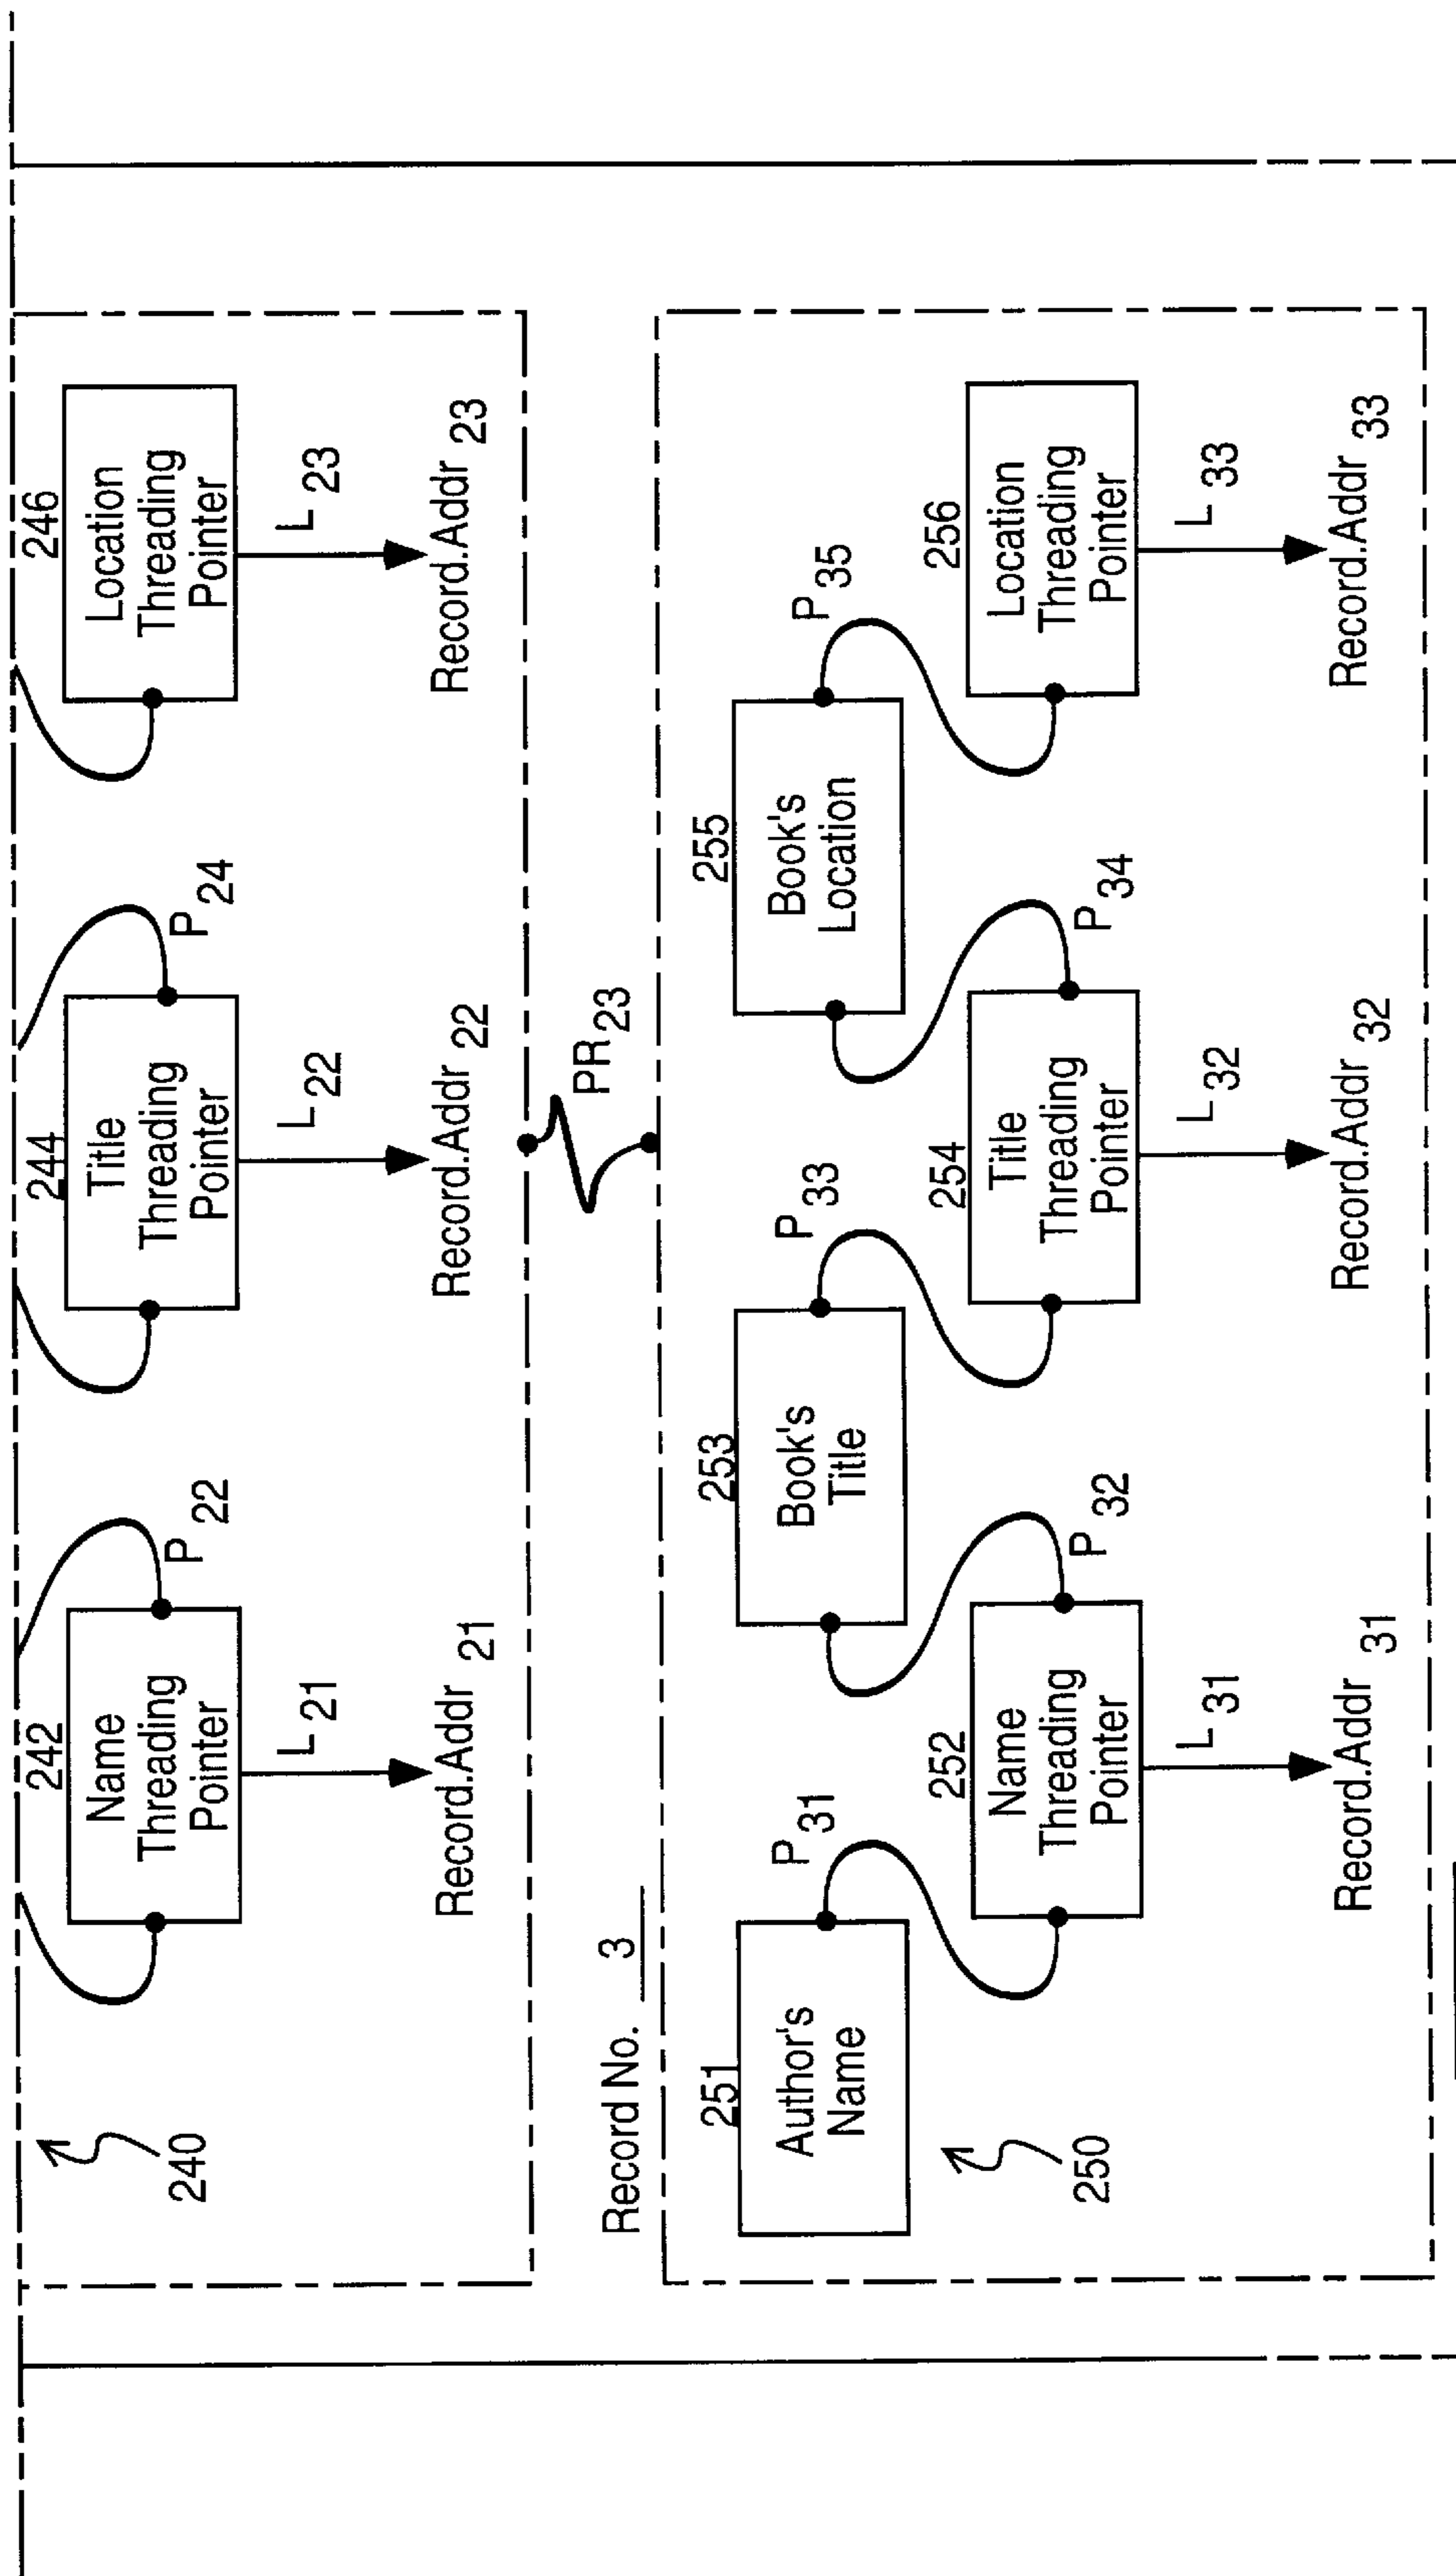 242
244
246
Name
Threading
Pointer
P 22
Title
Threading
Pointer
P 24
Location
Threading
Pointer
240
L 21
L 22
L 23
Record.Addr 21
Record.Addr 22
Record.Addr 23
PR 23
Record No. 3
251
253
255
Author's
Name
P 31
Book's
Title
P 33
Book's
Location
P 35
250
252
254
256
Name
Threading
Pointer
P 32
Title
Threading
Pointer
P 34
Location
Threading
Pointer
L 31
L 32
L 33
Record.Addr 31
Record.Addr 32
Record.Addr 33